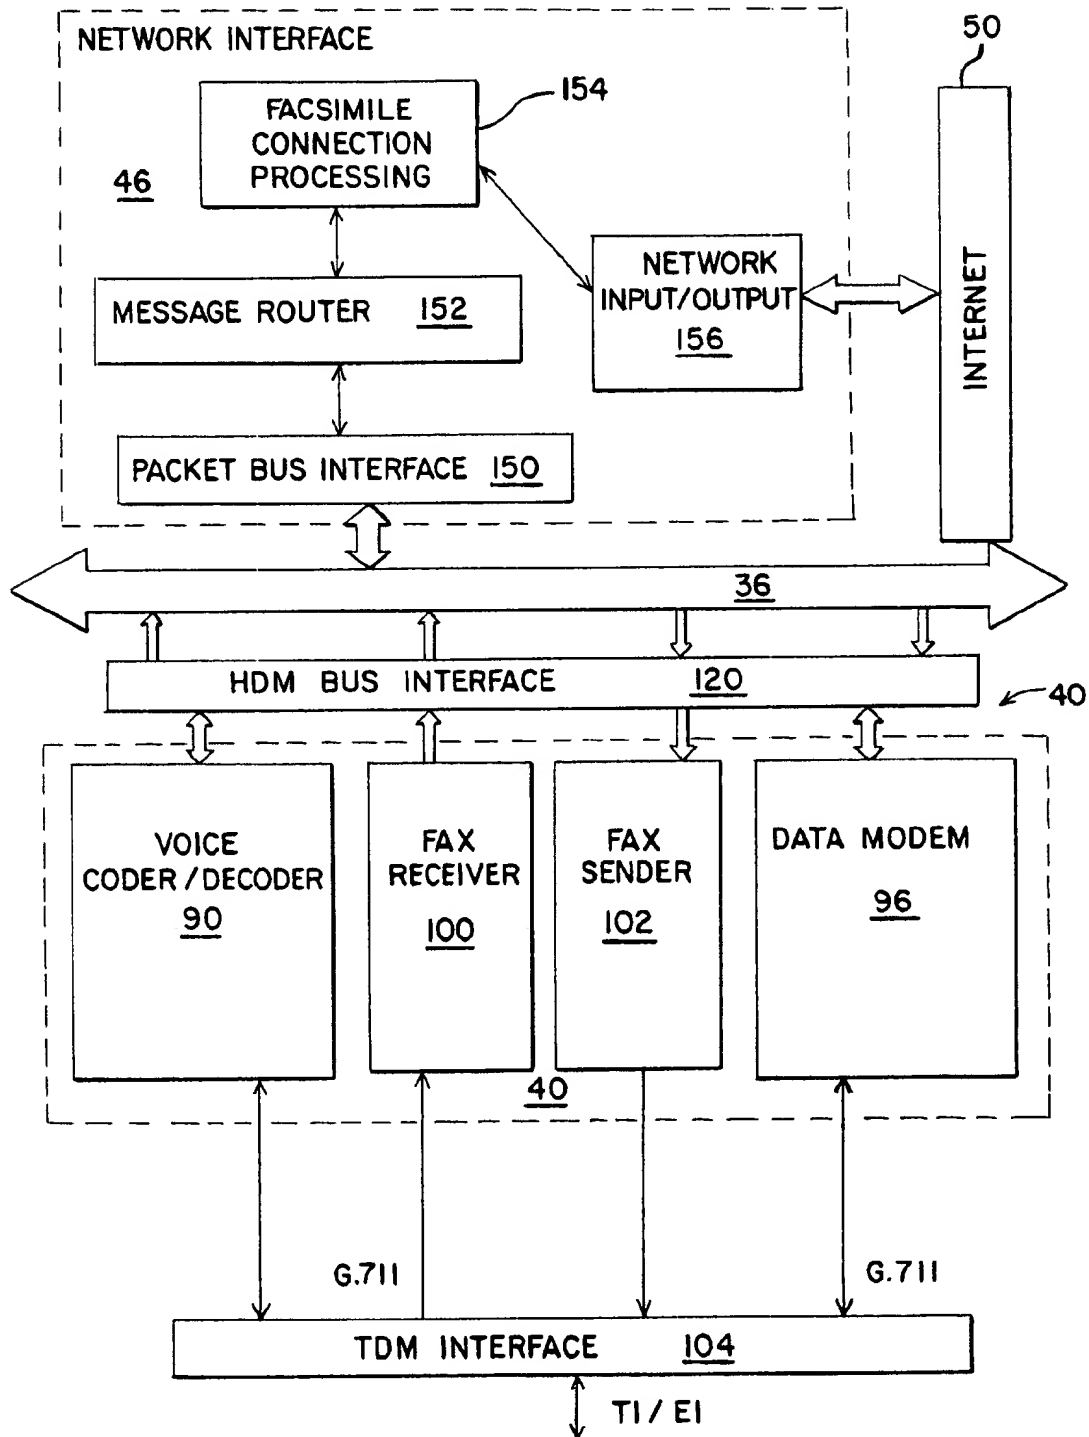 NETWORK INTERFACE
50
FACSIMILE
CONNECTION
PROCESSING
154
46
NETWORK
INPUT/OUTPUT
156
INTERNET
MESSAGE ROUTER 152
PACKET BUS INTERFACE 150
36
HDM BUS INTERFACE 120
40
VOICE
CODER/DECODER
90
FAX
RECEIVER
100
FAX
SENDER
102
DATA MODEM
96
40
G.711
G.711
TDM INTERFACE 104
T1/E1